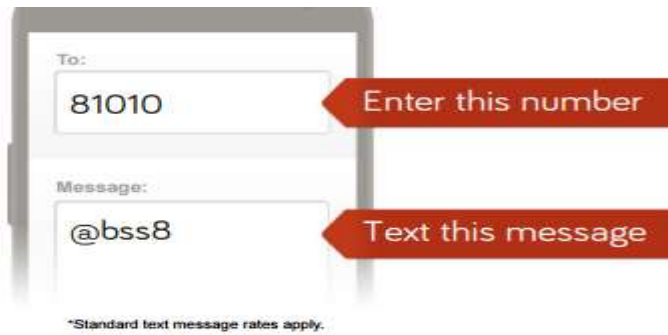 To:
81010
Enter this number
Message:
@bss8
Text this message
*Standard text message rates apply.